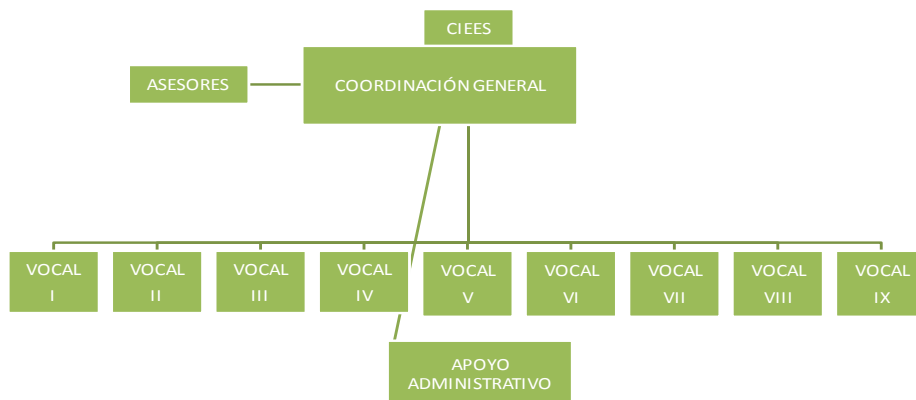 CIEES
ASESORES
COORDINACIÓN GENERAL
VOCAL
I
VOCAL
II
VOCAL
III
VOCAL
IV
VOCAL
V
VOCAL
VI
VOCAL
VII
VOCAL
VIII
VOCAL
IX
APOYO
ADMINISTRATIVO